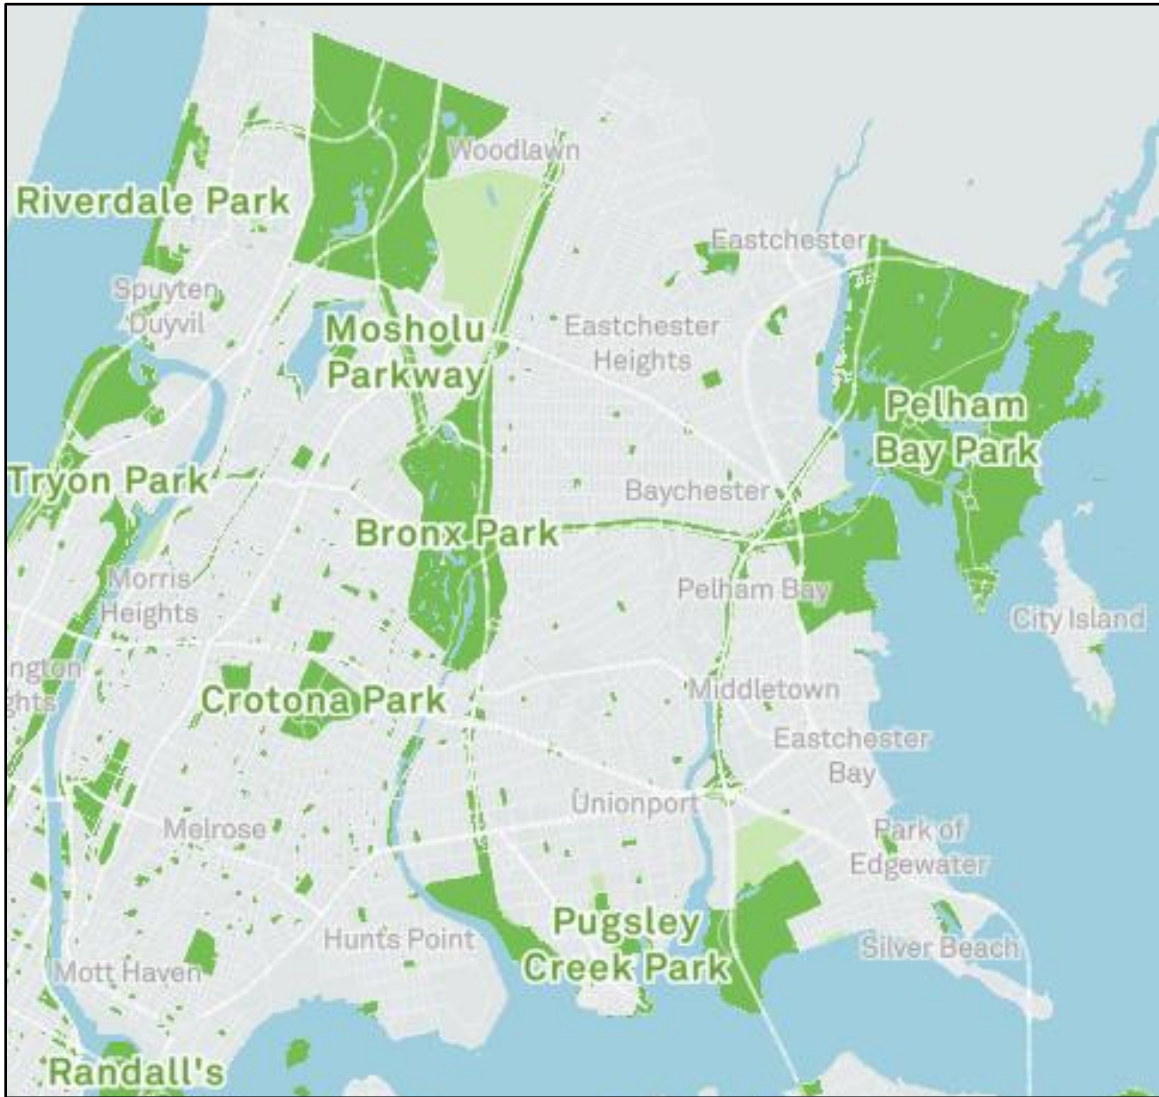 Woodlawn
Riverdale Park
Eastchester
Spuyten
Duyvil
Mosholu
Parkway
Eastchester
Heights
Pelham
Bay Park
Tryon Park
Baychester
Bronx Park
Morris
Heights
Pelham Bay
City Island
ngton
ghts
Crotona Park
Middletown
Eastchester
Bay
Unionport
Melrose
Park of
Edgewater
Pugsley
Creek Park
Hunts Point
Silver Beach
Mott Haven
Randall's